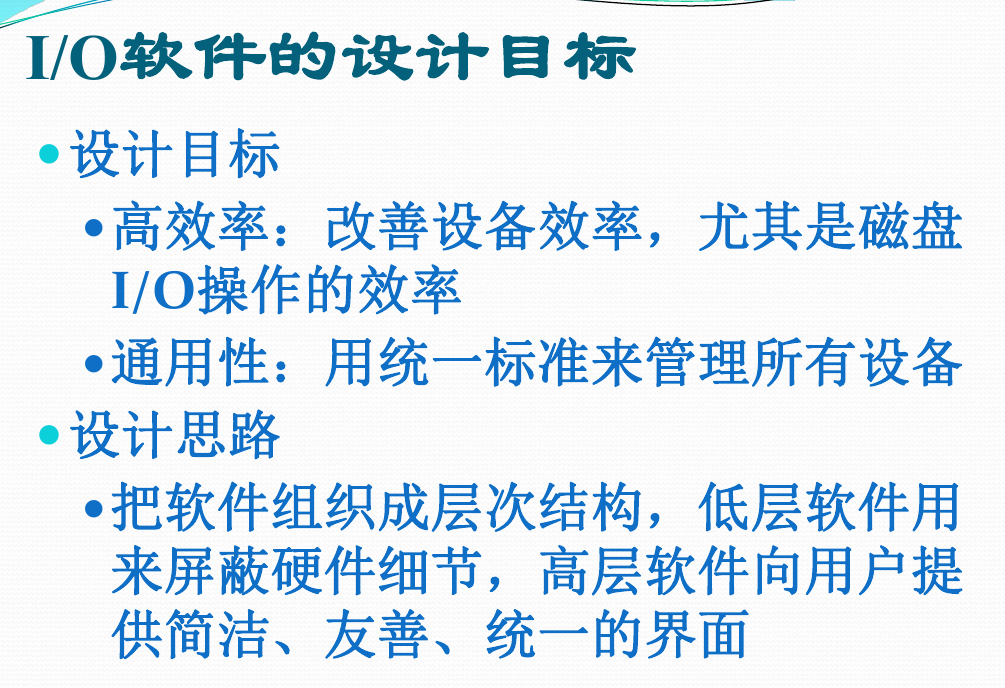 I/O软件的设计目标
•设计目标
•高效率：改善设备效率，尤其是磁盘
I/O操作的效率
•通用性：用统一标准来管理所有设备
•设计思路
•把软件组织成层次结构，低层软件用
来屏蔽硬件细节，高层软件向用户提
供简洁、友善、统一的界面